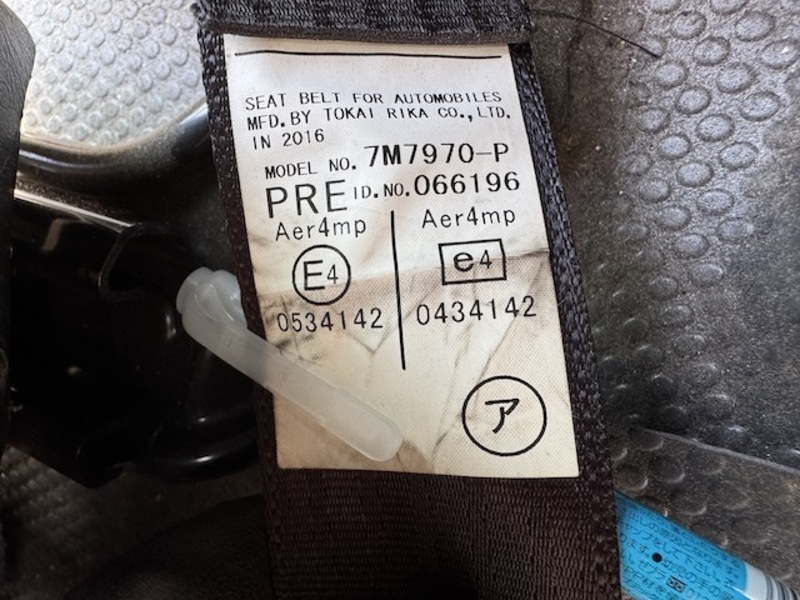 SEAT BELT FOR AUTOMOBILES
MFD. BY TOKAI RIKA CO., LTD.
IN 2016
MODEL NO. 7M7970-P
PRE ID. NO. 066196
Aer4mp Aer4mp
E4 e4
0534142 0434142
ア